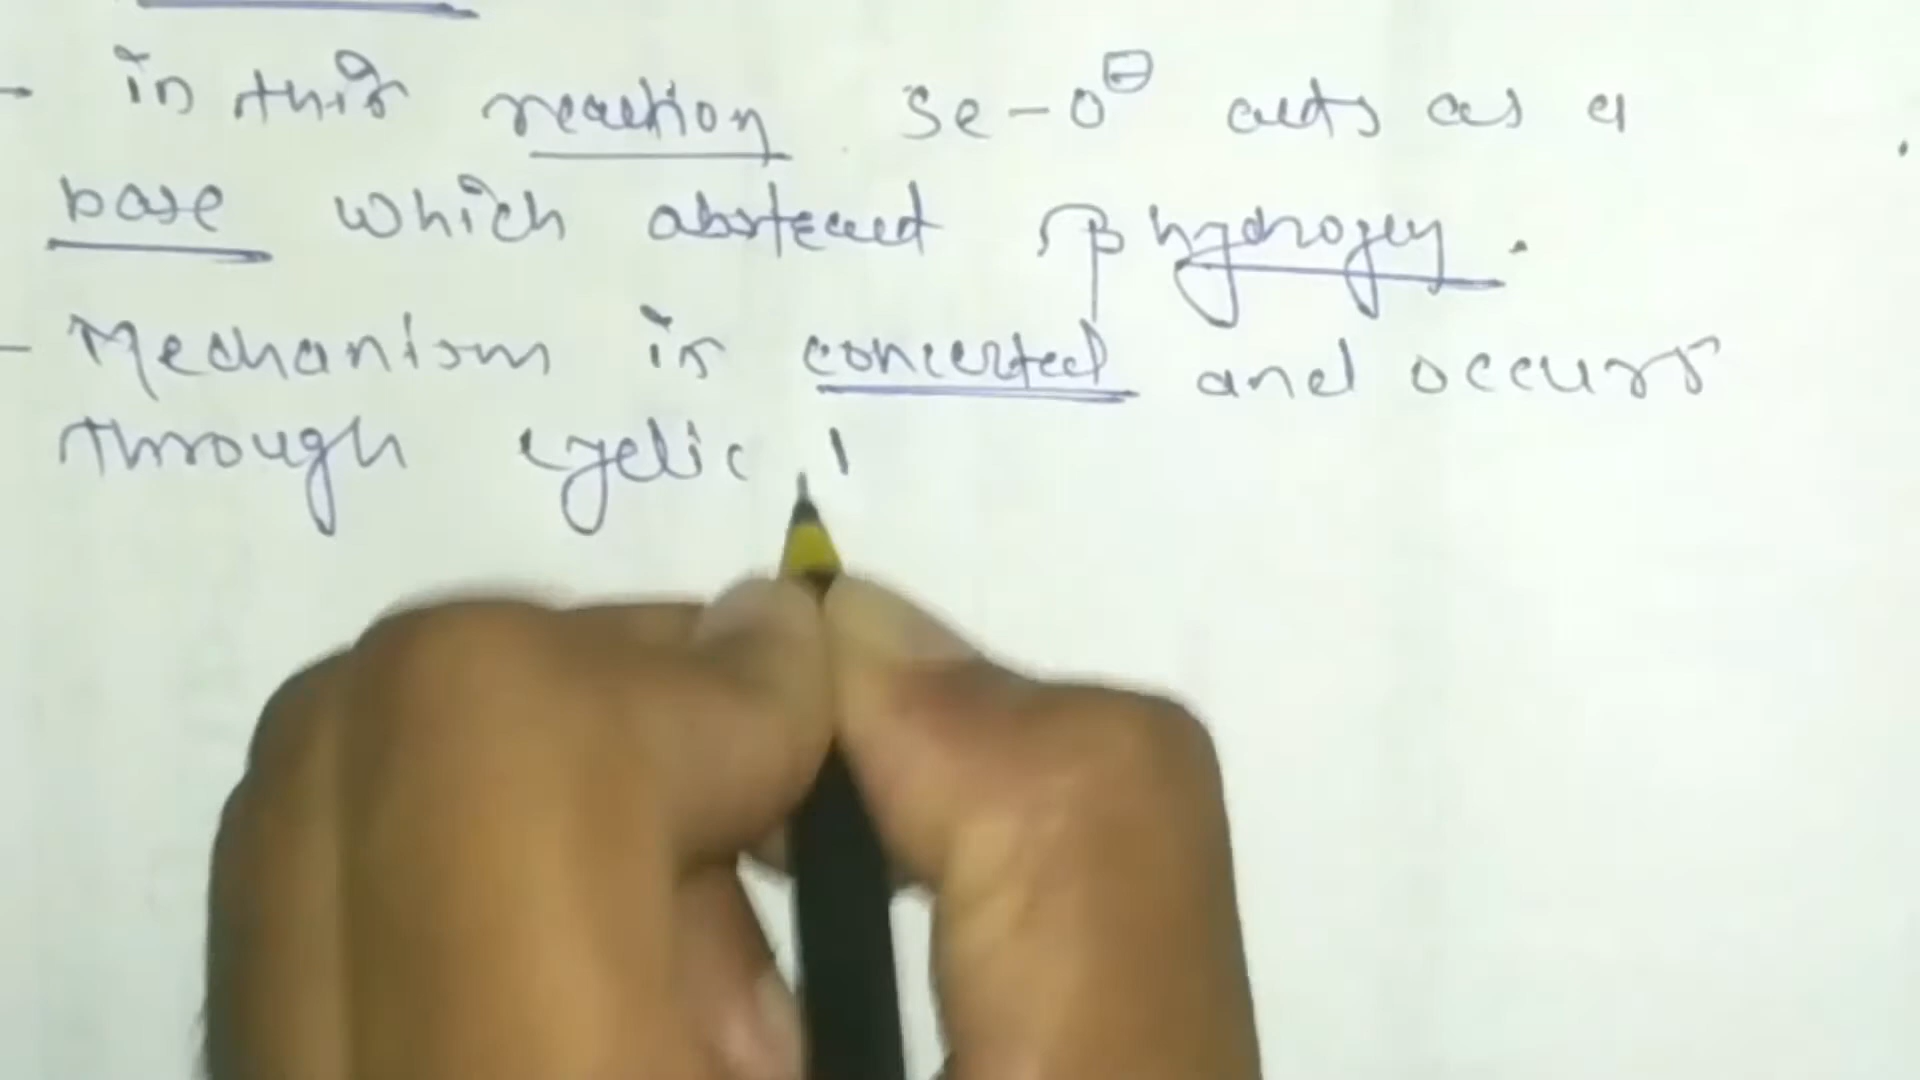 - in this reaction Se-O⊖ acts as a
base which abstract β hydrogen.
- Mechanism is concerted and occurs
through cyclic